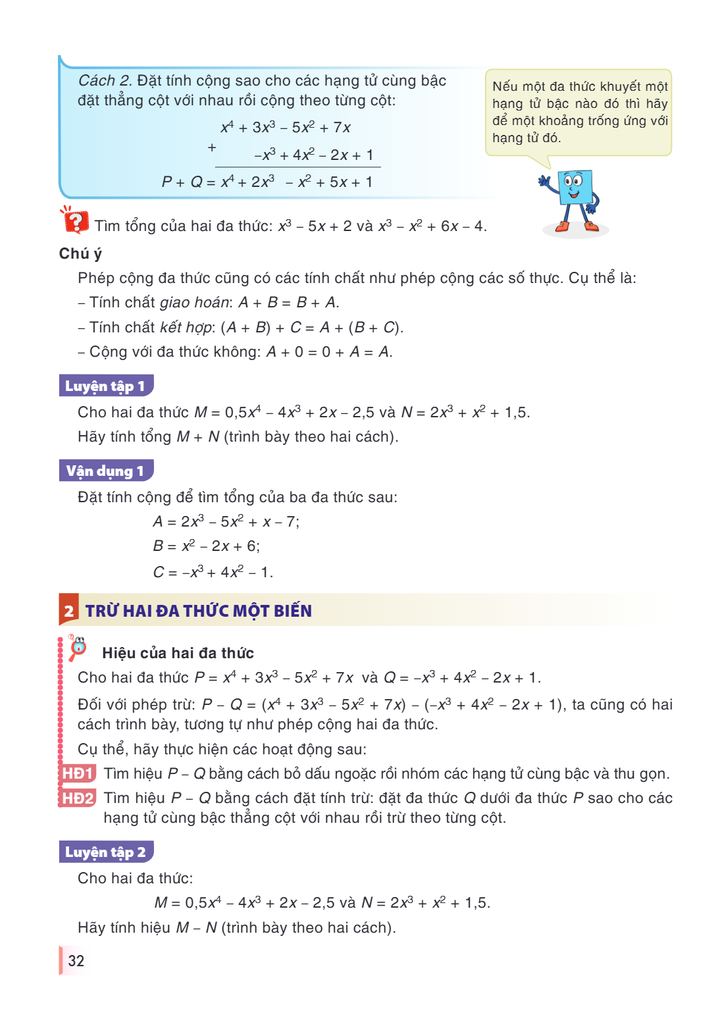 Cách 2. Đặt tính cộng sao cho các hạng tử cùng bậc
đặt thẳng cột với nhau rồi cộng theo từng cột:
x⁴ + 3x³ – 5x² + 7x
+
–x³ + 4x² – 2x + 1
P + Q = x⁴ + 2x³ – x² + 5x + 1
Nếu một đa thức khuyết một
hạng tử bậc nào đó thì hãy
để một khoảng trống ứng với
hạng tử đó.
? Tìm tổng của hai đa thức: x³ – 5x + 2 và x³ – x² + 6x – 4.
Chú ý
Phép cộng đa thức cũng có các tính chất như phép cộng các số thực. Cụ thể là:
– Tính chất giao hoán: A + B = B + A.
– Tính chất kết hợp: (A + B) + C = A + (B + C).
– Cộng với đa thức không: A + 0 = 0 + A = A.
Luyện tập 1
Cho hai đa thức M = 0,5x⁴ – 4x³ + 2x – 2,5 và N = 2x³ + x² + 1,5.
Hãy tính tổng M + N (trình bày theo hai cách).
Vận dụng 1
Đặt tính cộng để tìm tổng của ba đa thức sau:
A = 2x³ – 5x² + x – 7;
B = x² – 2x + 6;
C = –x³ + 4x² – 1.
2 TRỪ HAI ĐA THỨC MỘT BIẾN
Hiệu của hai đa thức
Cho hai đa thức P = x⁴ + 3x³ – 5x² + 7x và Q = –x³ + 4x² – 2x + 1.
Đối với phép trừ: P – Q = (x⁴ + 3x³ – 5x² + 7x) – (–x³ + 4x² – 2x + 1), ta cũng có hai
cách trình bày, tương tự như phép cộng hai đa thức.
Cụ thể, hãy thực hiện các hoạt động sau:
HĐ1 Tìm hiệu P – Q bằng cách bỏ dấu ngoặc rồi nhóm các hạng tử cùng bậc và thu gọn.
HĐ2 Tìm hiệu P – Q bằng cách đặt tính trừ: đặt đa thức Q dưới đa thức P sao cho các
hạng tử cùng bậc thẳng cột với nhau rồi trừ theo từng cột.
Luyện tập 2
Cho hai đa thức:
M = 0,5x⁴ – 4x³ + 2x – 2,5 và N = 2x³ + x² + 1,5.
Hãy tính hiệu M – N (trình bày theo hai cách).
32